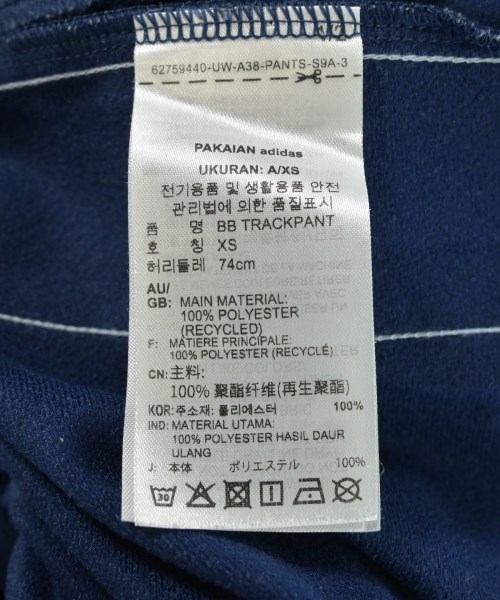 62759440-UW-A38-PANTS-S9A-3
PAKAIAN adidas
UKURAN: A/XS
전기용품 및 생활용품 안전
관리법에 의한 품질표시
품 명 BB TRACKPANT
호 칭 XS
허리둘레 74cm
AU/
GB: MAIN MATERIAL:
100% POLYESTER
(RECYCLED)
F: MATIERE PRINCIPALE:
100% POLYESTER (RECYCLÉ)
CN: 主料:
100% 聚酯纤维(再生聚酯)
KOR: 주소재: 폴리에스터 100%
IND: MATERIAL UTAMA:
100% POLYESTER HASIL DAUR
ULANG
J: 本体 ポリエステル 100%
30